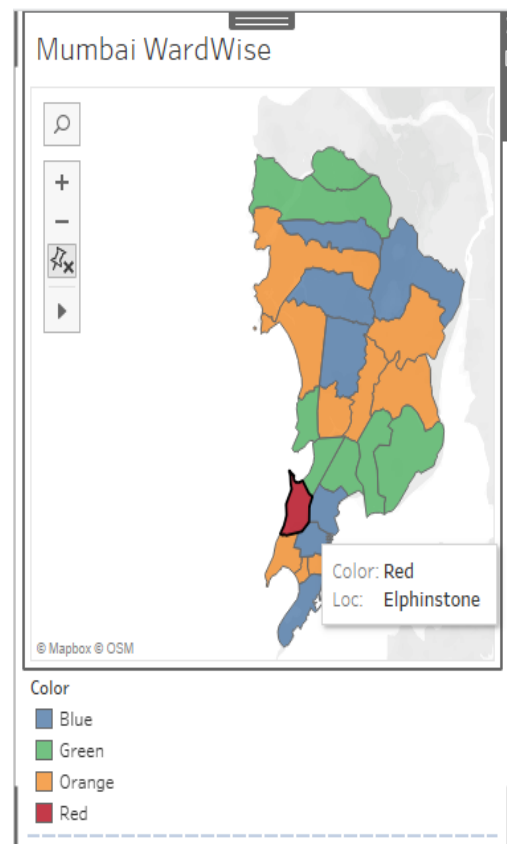 Mumbai WardWise
Color: Red
Loc: Elphinstone
© Mapbox © OSM
Color
Blue
Green
Orange
Red